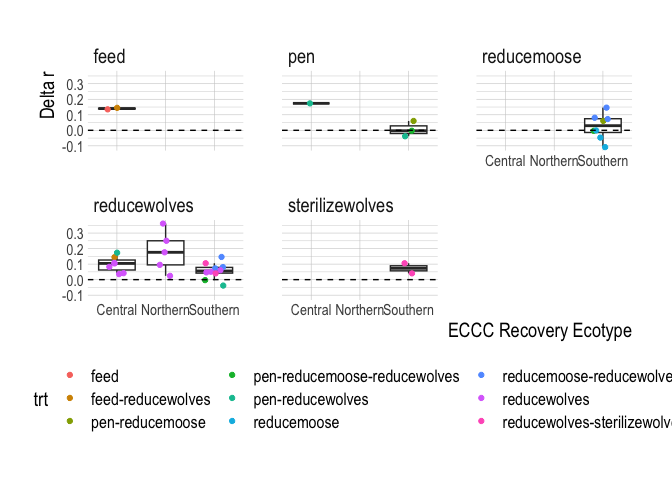 feed
pen
reducemoose
Delta r
0.3
0.2
0.1
0.0
-0.1
Central Northern Southern
reducewolves
sterilizewolves
0.3
0.2
0.1
0.0
-0.1
Central Northern Southern
Central Northern Southern
ECCC Recovery Ecotype
trt
feed
feed-reducewolves
pen-reducemoose
pen-reducemoose-reducewolves
pen-reducewolves
reducemoose
reducemoose-reducewolve
reducewolves
reducewolves-sterilizewolv